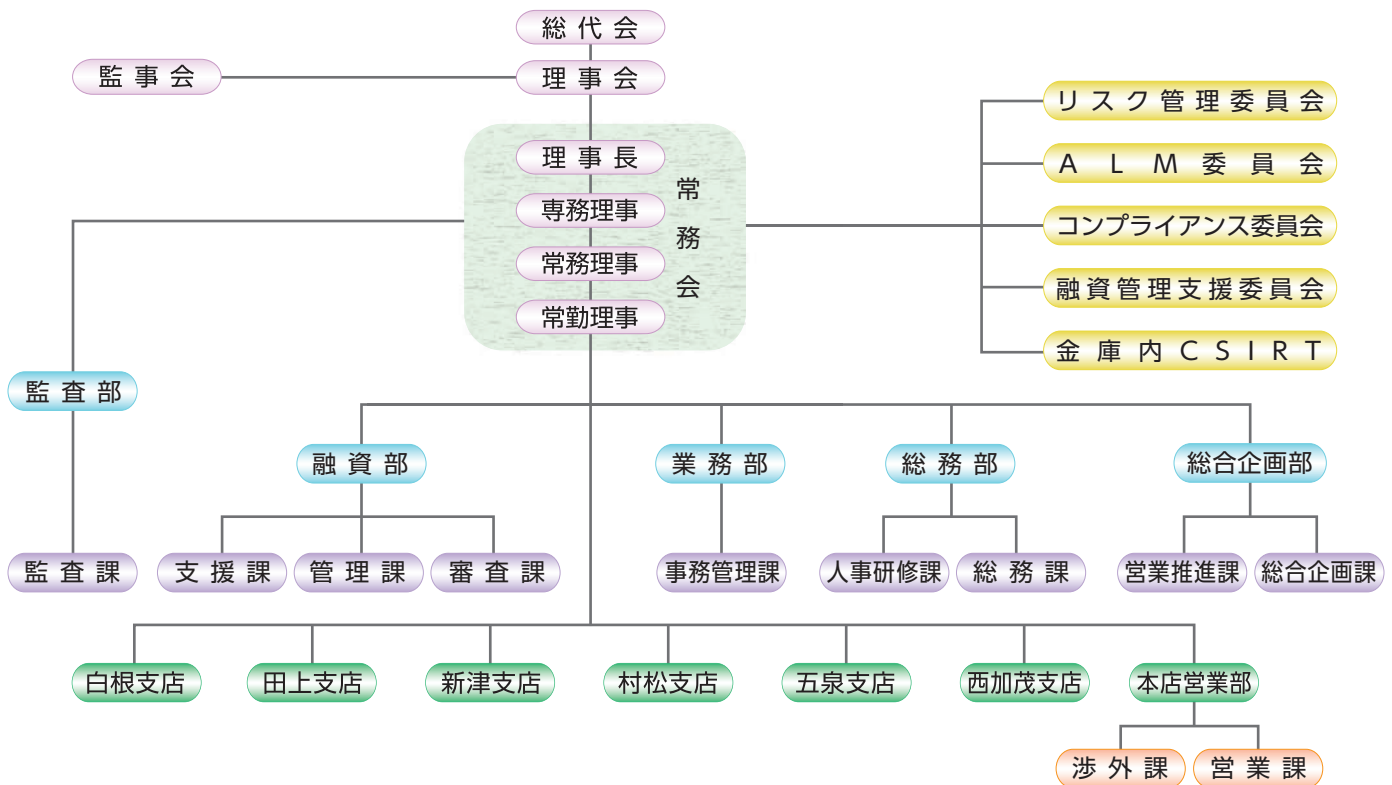 総代会
監事会
理事会
理事長
専務理事
常務理事
常勤理事
常務会
リスク管理委員会
ALM委員会
コンプライアンス委員会
融資管理支援委員会
金庫内CSIRT
監査部
融資部
業務部
総務部
総合企画部
監査課
支援課
管理課
審査課
事務管理課
人事研修課
総務課
営業推進課
総合企画課
白根支店
田上支店
新津支店
村松支店
五泉支店
西加茂支店
本店営業部
渉外課
営業課